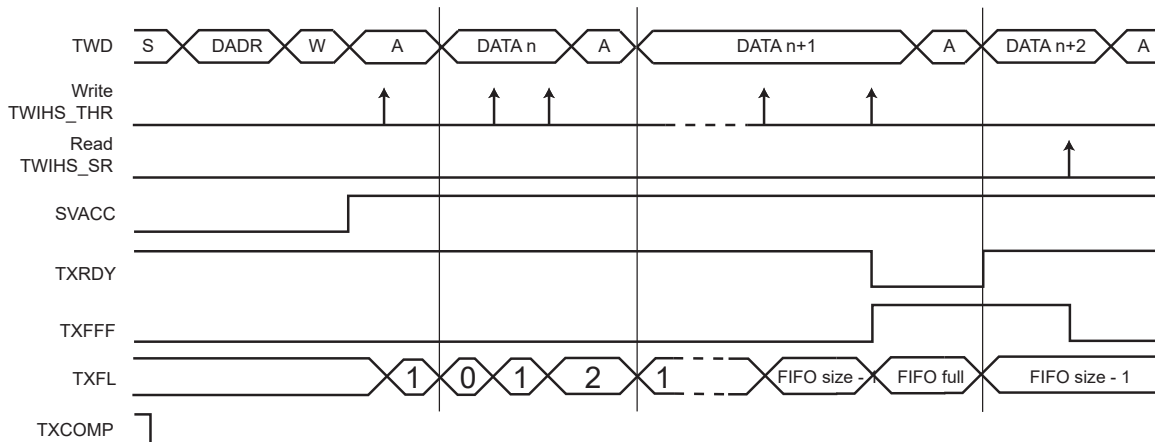 TWD S DADR W A DATA n A DATA n+1 A DATA n+2 A
Write
TWIHS_THR
Read
TWIHS_SR
SVACC
TXRDY
TXFFF
TXFL 1 0 1 2 1 FIFO size - 1 FIFO full FIFO size - 1
TXCOMP